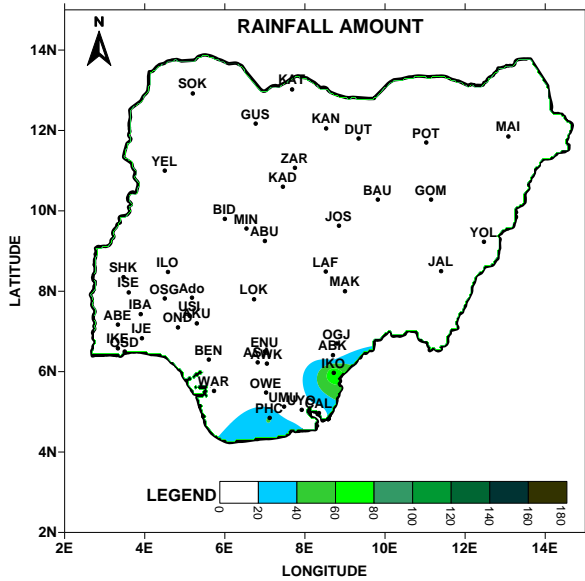 RAINFALL AMOUNT
14N
N
KAT
SOK
GUS
KAN
DUT
MAI
12N
POT
ZAR
YEL
KAD
BAU
GOM
10N
BID
MIN
JOS
ABU
YOL
LATITUDE
SHK
ILO
LAF
JAL
ISE
MAK
8N
OSG
Ado
LOK
IBA
USI
ABE
OND
AKU
IJE
IKE
OSD
ENU
OGJ
BEN
AWK
ABK
6N
IKO
WAR
OWE
UMU
UYO
CAL
PHC
4N
LEGEND
0
20
40
60
80
100
120
140
160
180
2N
2E
4E
6E
8E
10E
12E
14E
LONGITUDE